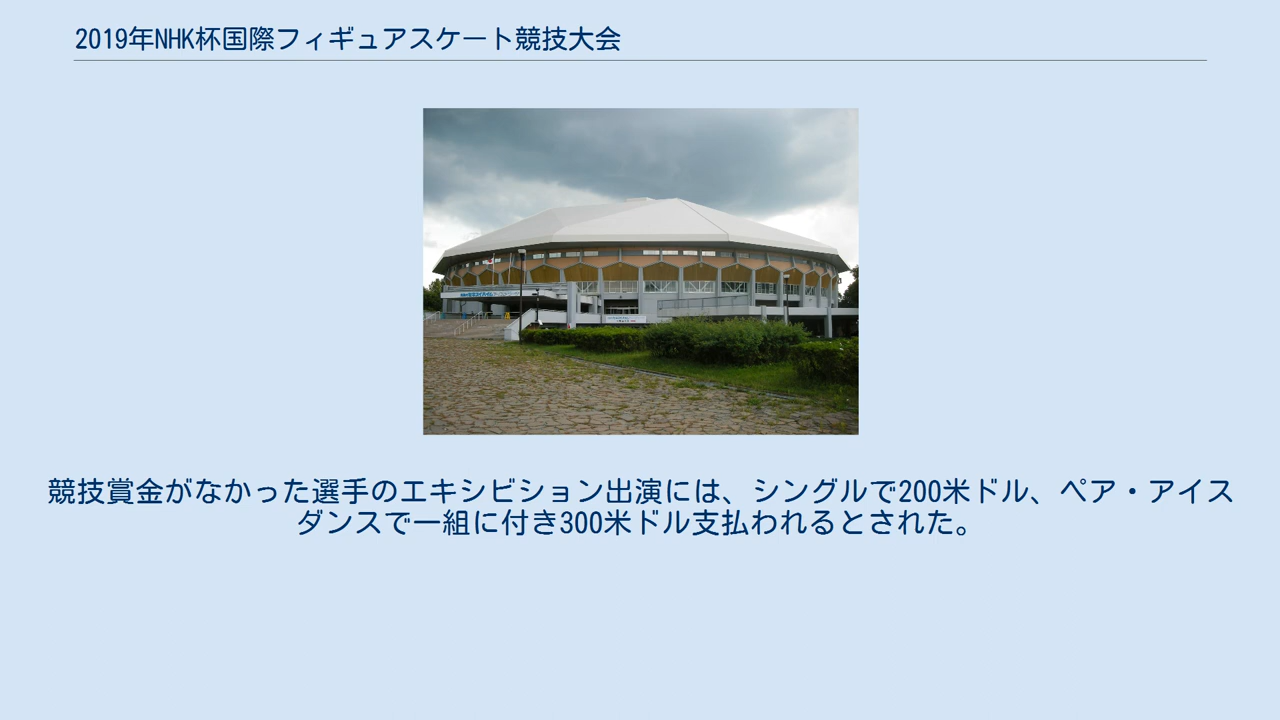 2019年NHK杯国際フィギュアスケート競技大会
競技賞金がなかった選手のエキシビション出演には、シングルで200米ドル、ペア・アイス
ダンスで一組に付き300米ドル支払われるとされた。